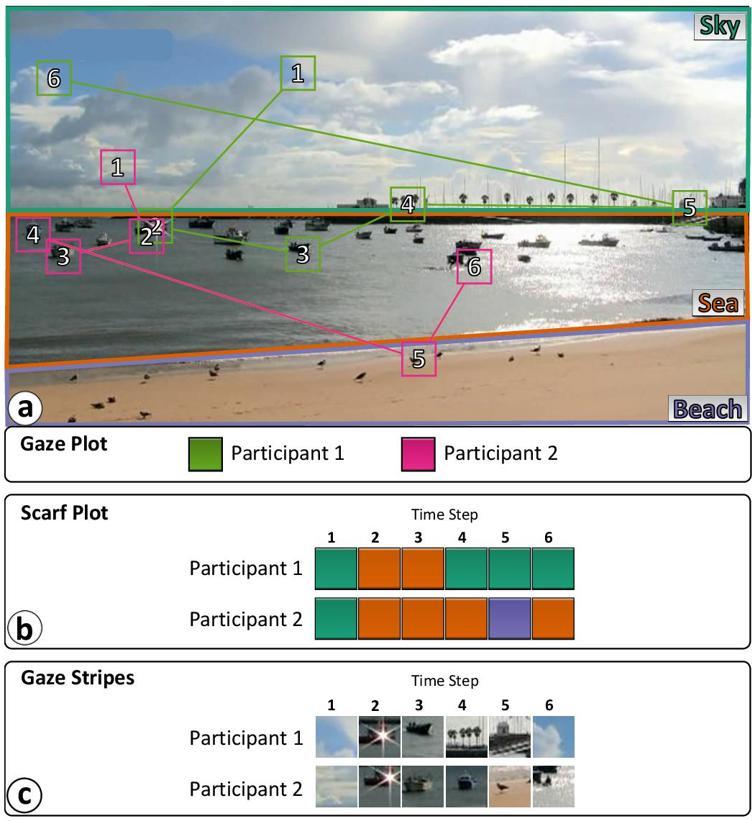 Sky
6
1
1
4
5
2
4
2
3
3
6
Sea
5
a
Beach
Gaze Plot
Participant 1
Participant 2
Scarf Plot
Time Step
1 2 3 4 5 6
Participant 1
Participant 2
b
Gaze Stripes
Time Step
1 2 3 4 5 6
Participant 1
Participant 2
c